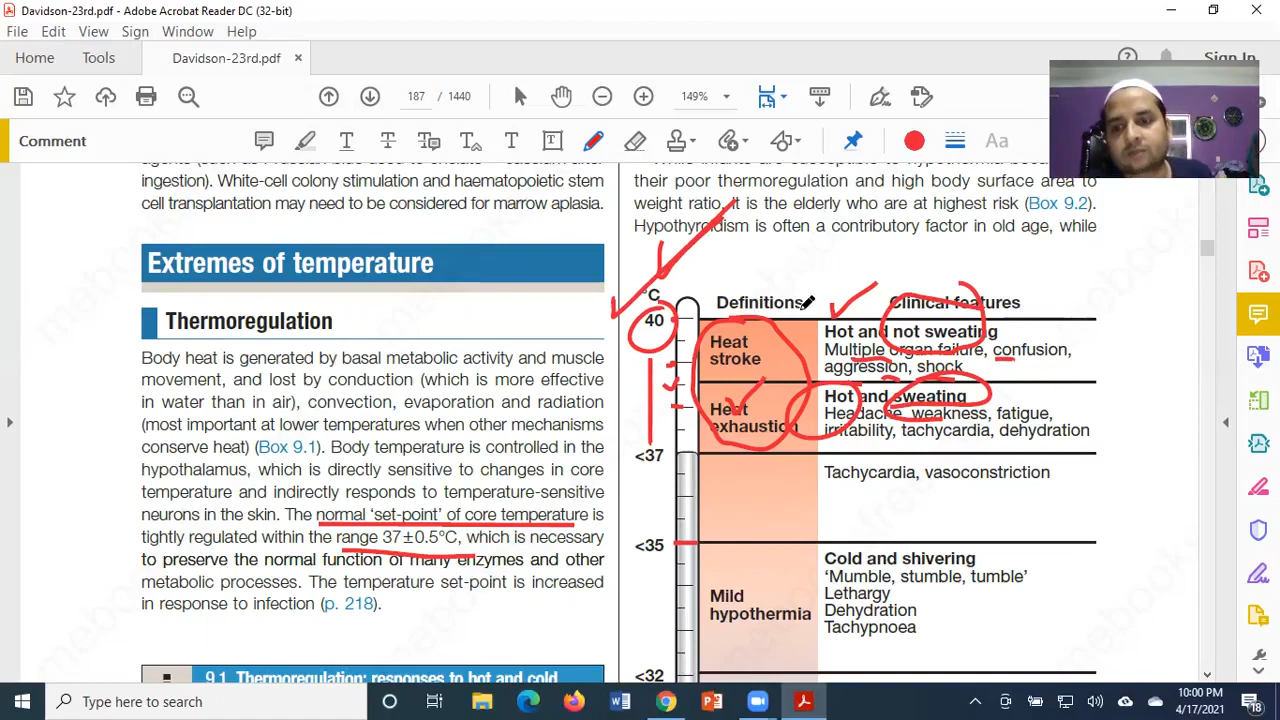 Davidson-23rd.pdf - Adobe Acrobat Reader DC (32-bit)
File Edit View Sign Window Help
Home Tools Davidson-23rd.pdf × Sign In
187 / 1440 149%
Comment Aa
ingestion). White-cell colony stimulation and haematopoietic stem
cell transplantation may need to be considered for marrow aplasia.
Extremes of temperature
Thermoregulation
Body heat is generated by basal metabolic activity and muscle
movement, and lost by conduction (which is more effective
in water than in air), convection, evaporation and radiation
(most important at lower temperatures when other mechanisms
conserve heat) (Box 9.1). Body temperature is controlled in the
hypothalamus, which is directly sensitive to changes in core
temperature and indirectly responds to temperature-sensitive
neurons in the skin. The normal ‘set-point’ of core temperature is
tightly regulated within the range 37±0.5°C, which is necessary
to preserve the normal function of many enzymes and other
metabolic processes. The temperature set-point is increased
in response to infection (p. 218).
9.1 Thermoregulation: responses to hot and cold
their poor thermoregulation and high body surface area to
weight ratio, it is the elderly who are at highest risk (Box 9.2).
Hypothyroidism is often a contributory factor in old age, while
°C Definitions Clinical features
40
Heat
stroke
Hot and not sweating
Multiple organ failure, confusion,
aggression, shock
Heat
exhaustion
Hot and sweating
Headache, weakness, fatigue,
irritability, tachycardia, dehydration
<37
Tachycardia, vasoconstriction
<35
Mild
hypothermia
Cold and shivering
‘Mumble, stumble, tumble’
Lethargy
Dehydration
Tachypnoea
<32
Type here to search
10:00 PM
4/17/2021
18